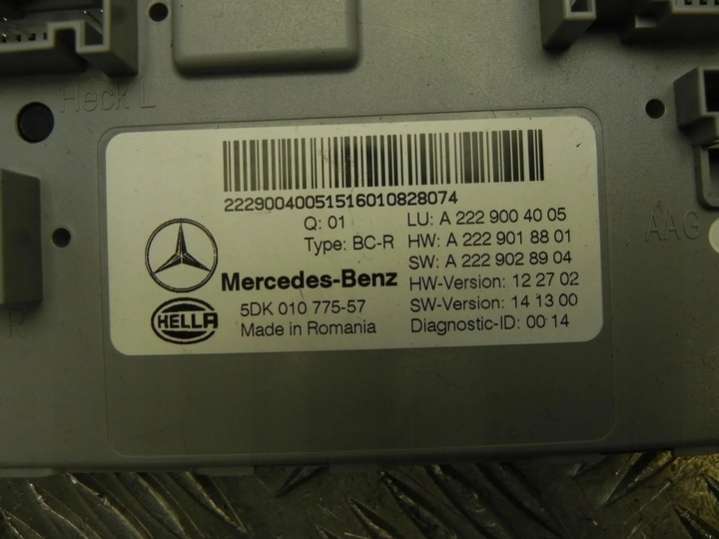 Heck L
22290040051516010828074
Q: 01
Type: BC-R
LU: A 222 900 40 05
HW: A 222 901 88 01
SW: A 222 902 89 04
HW-Version: 12 27 02
SW-Version: 14 13 00
Diagnostic-ID: 00 14
Mercedes-Benz
HELLA
5DK 010 775-57
Made in Romania
AAG